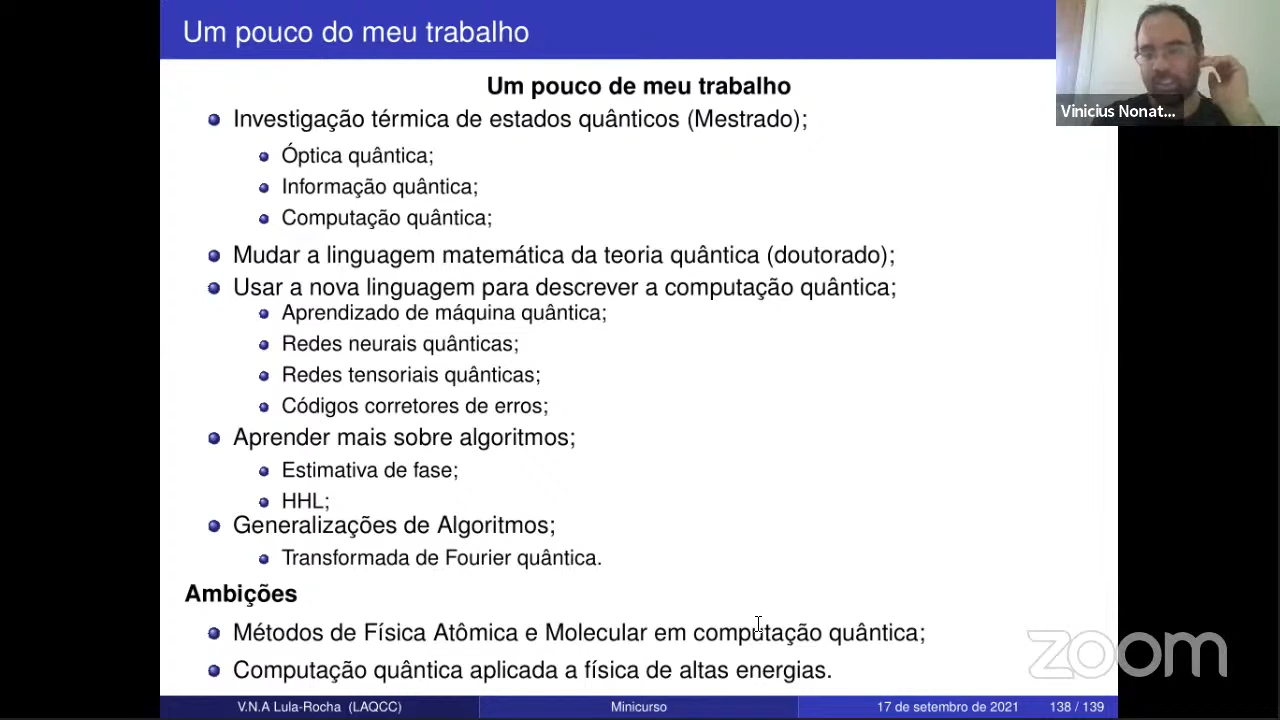 Um pouco do meu trabalho
Vinicius Nonat...
Um pouco de meu trabalho
Investigação térmica de estados quânticos (Mestrado);
Óptica quântica;
Informação quântica;
Computação quântica;
Mudar a linguagem matemática da teoria quântica (doutorado);
Usar a nova linguagem para descrever a computação quântica;
Aprendizado de máquina quântica;
Redes neurais quânticas;
Redes tensoriais quânticas;
Códigos corretores de erros;
Aprender mais sobre algoritmos;
Estimativa de fase;
HHL;
Generalizações de Algoritmos;
Transformada de Fourier quântica.
Ambições
Métodos de Física Atômica e Molecular em computação quântica;
Computação quântica aplicada a física de altas energias.
zoom
V.N.A Lula-Rocha (LAQCC) Minicurso 17 de setembro de 2021 138 / 139